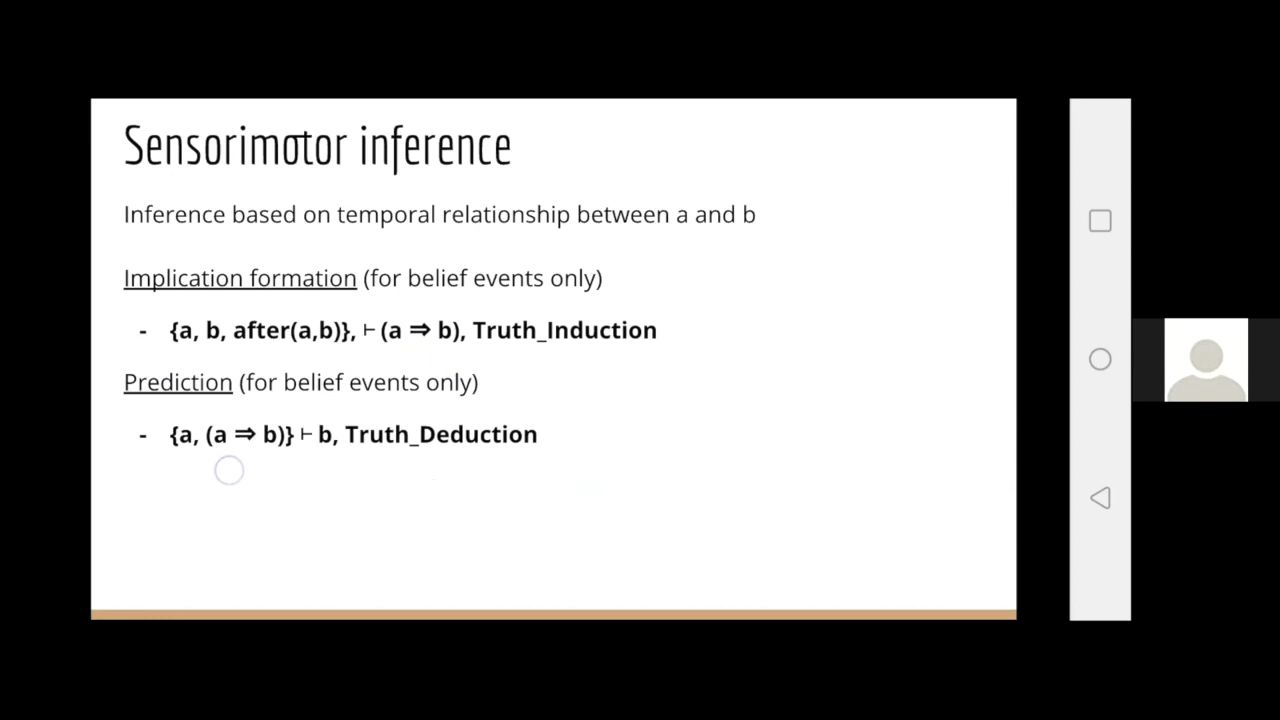 Sensorimotor inference
Inference based on temporal relationship between a and b
Implication formation (for belief events only)
- {a, b, after(a,b)}, ⊢ (a ⇒ b), Truth_Induction
Prediction (for belief events only)
- {a, (a ⇒ b)} ⊢ b, Truth_Deduction